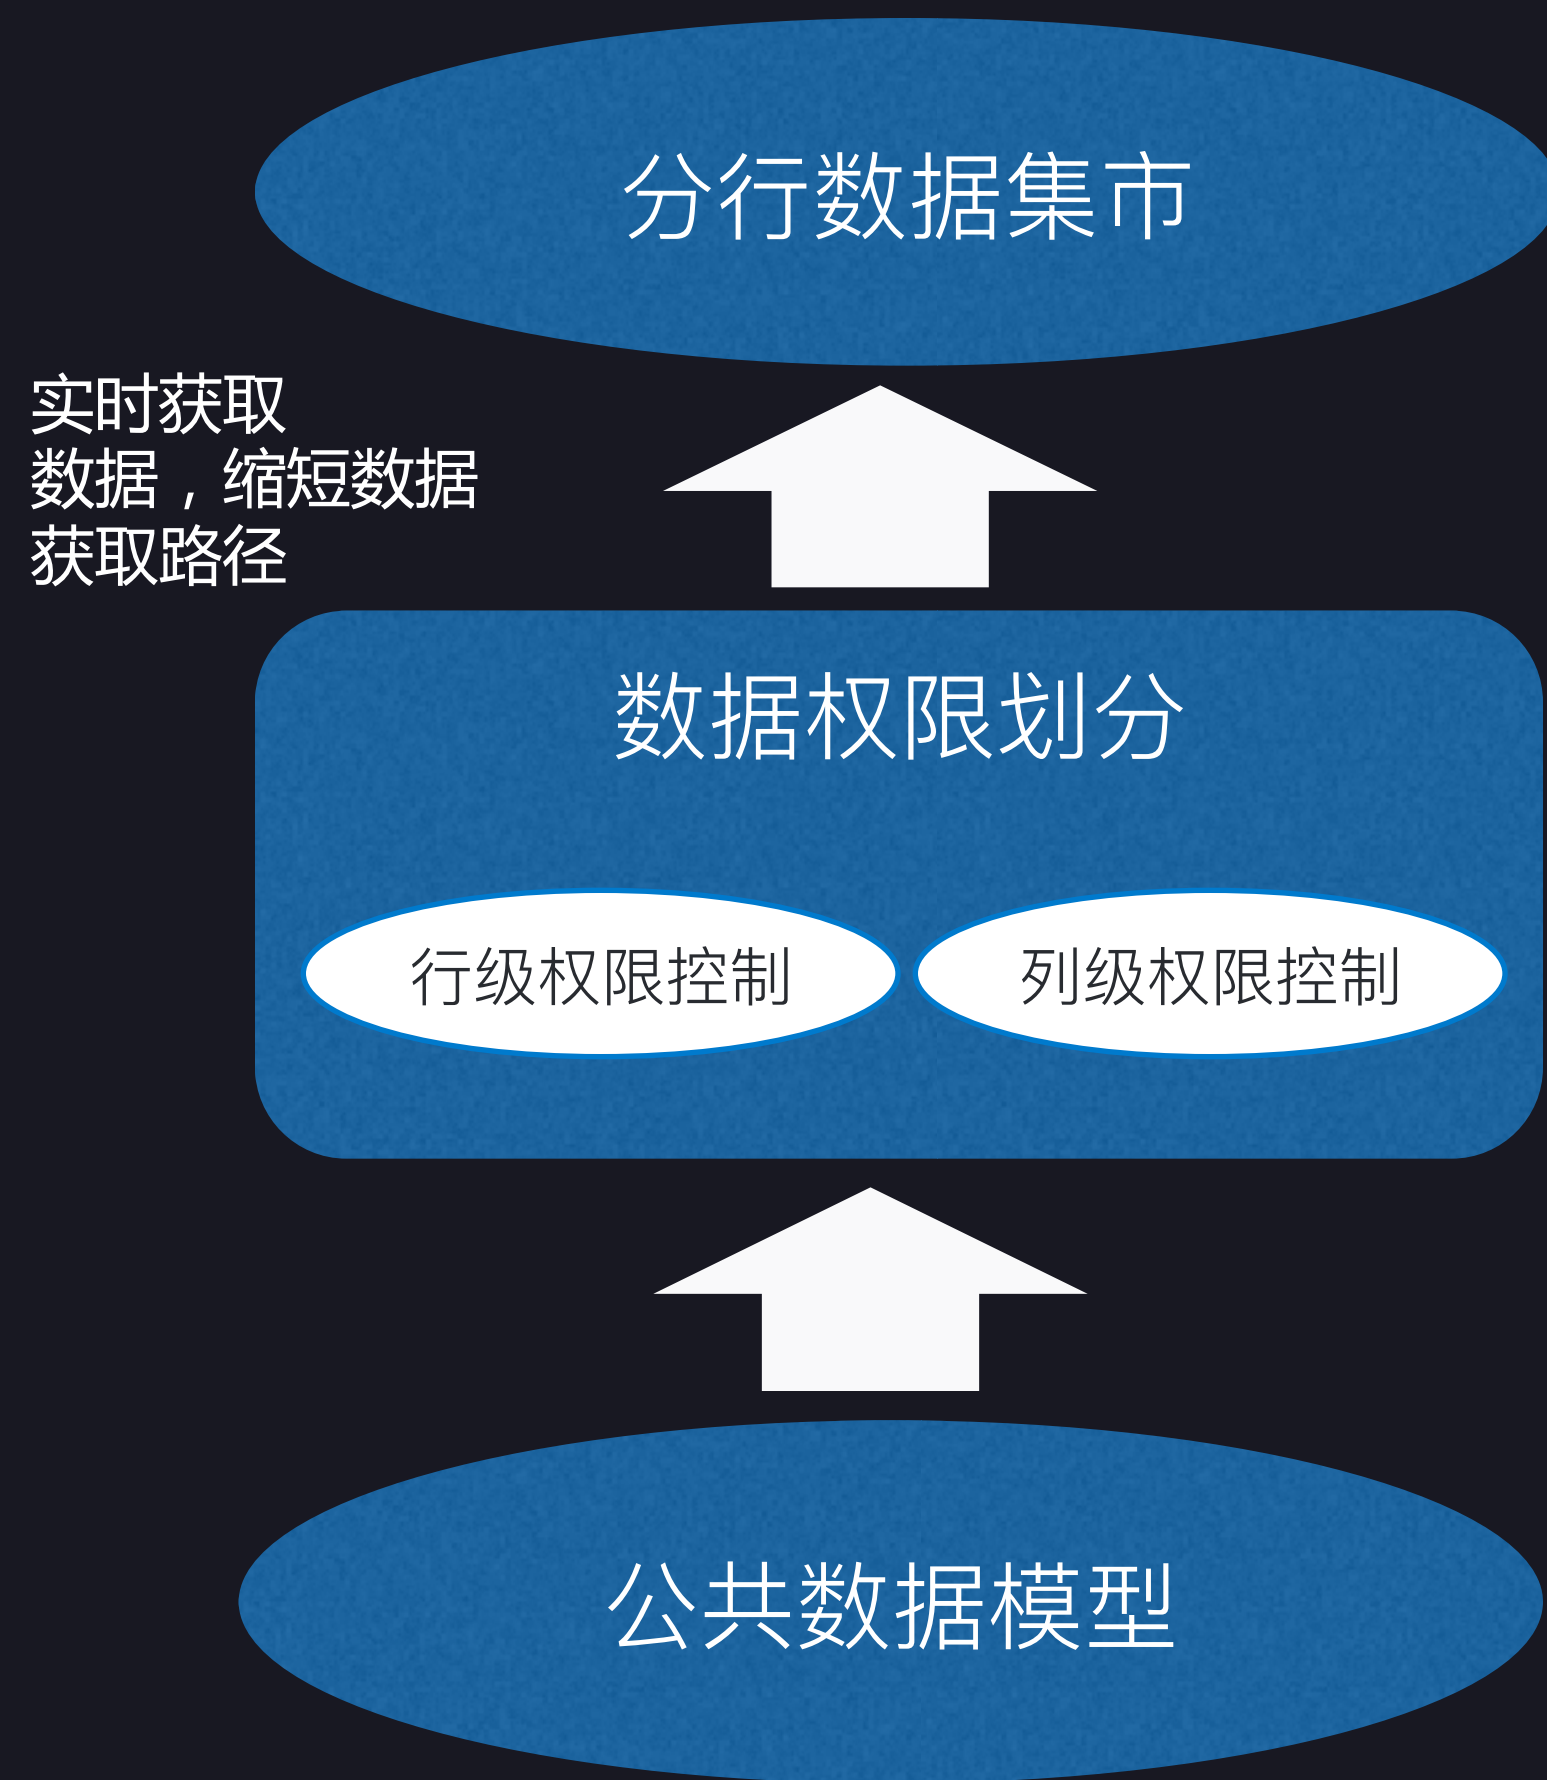 分行数据集市
实时获取
数据，缩短数据
获取路径
数据权限划分
行级权限控制
列级权限控制
公共数据模型